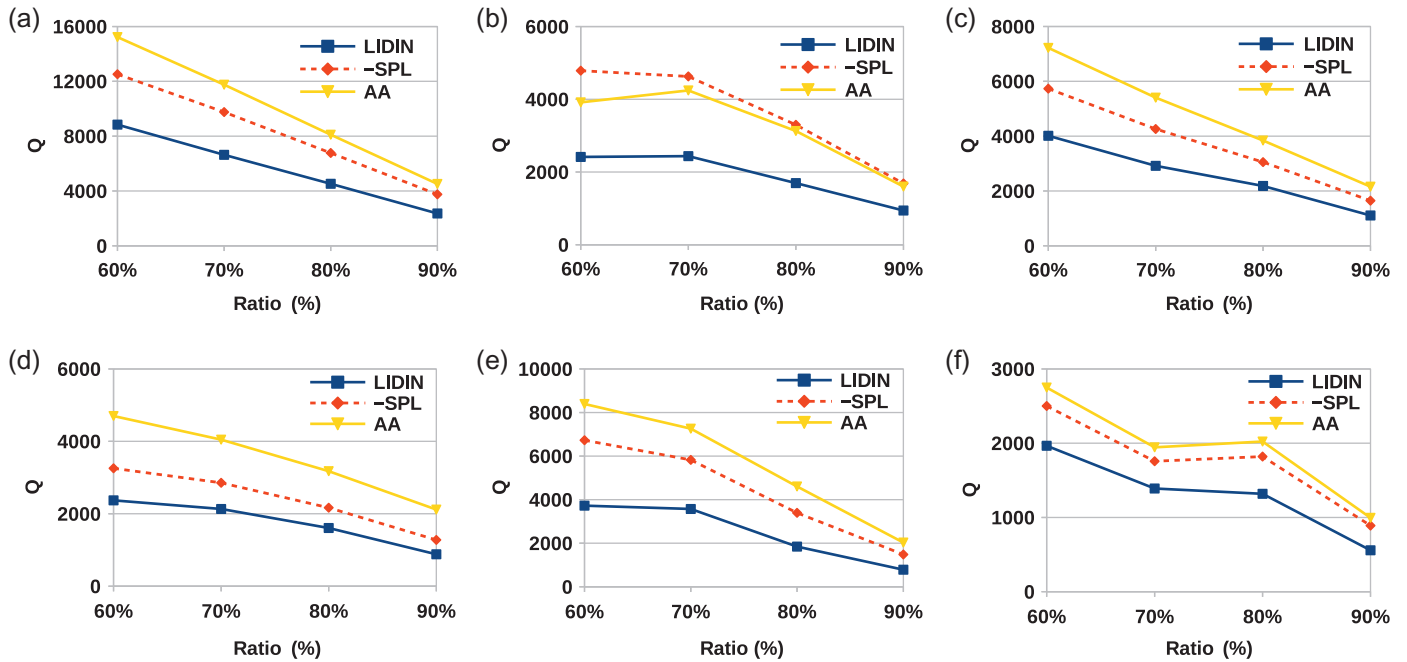 (a)
16000
12000
8000
4000
0
Q
LIDIN
–SPL
AA
60% 70% 80% 90%
Ratio (%)
(b)
6000
4000
2000
0
Q
LIDIN
–SPL
AA
60% 70% 80% 90%
Ratio (%)
(c)
8000
6000
4000
2000
0
Q
LIDIN
–SPL
AA
60% 70% 80% 90%
Ratio (%)
(d)
6000
4000
2000
0
Q
LIDIN
–SPL
AA
60% 70% 80% 90%
Ratio (%)
(e)
10000
8000
6000
4000
2000
0
Q
LIDIN
–SPL
AA
60% 70% 80% 90%
Ratio (%)
(f)
3000
2000
1000
0
Q
LIDIN
–SPL
AA
60% 70% 80% 90%
Ratio (%)